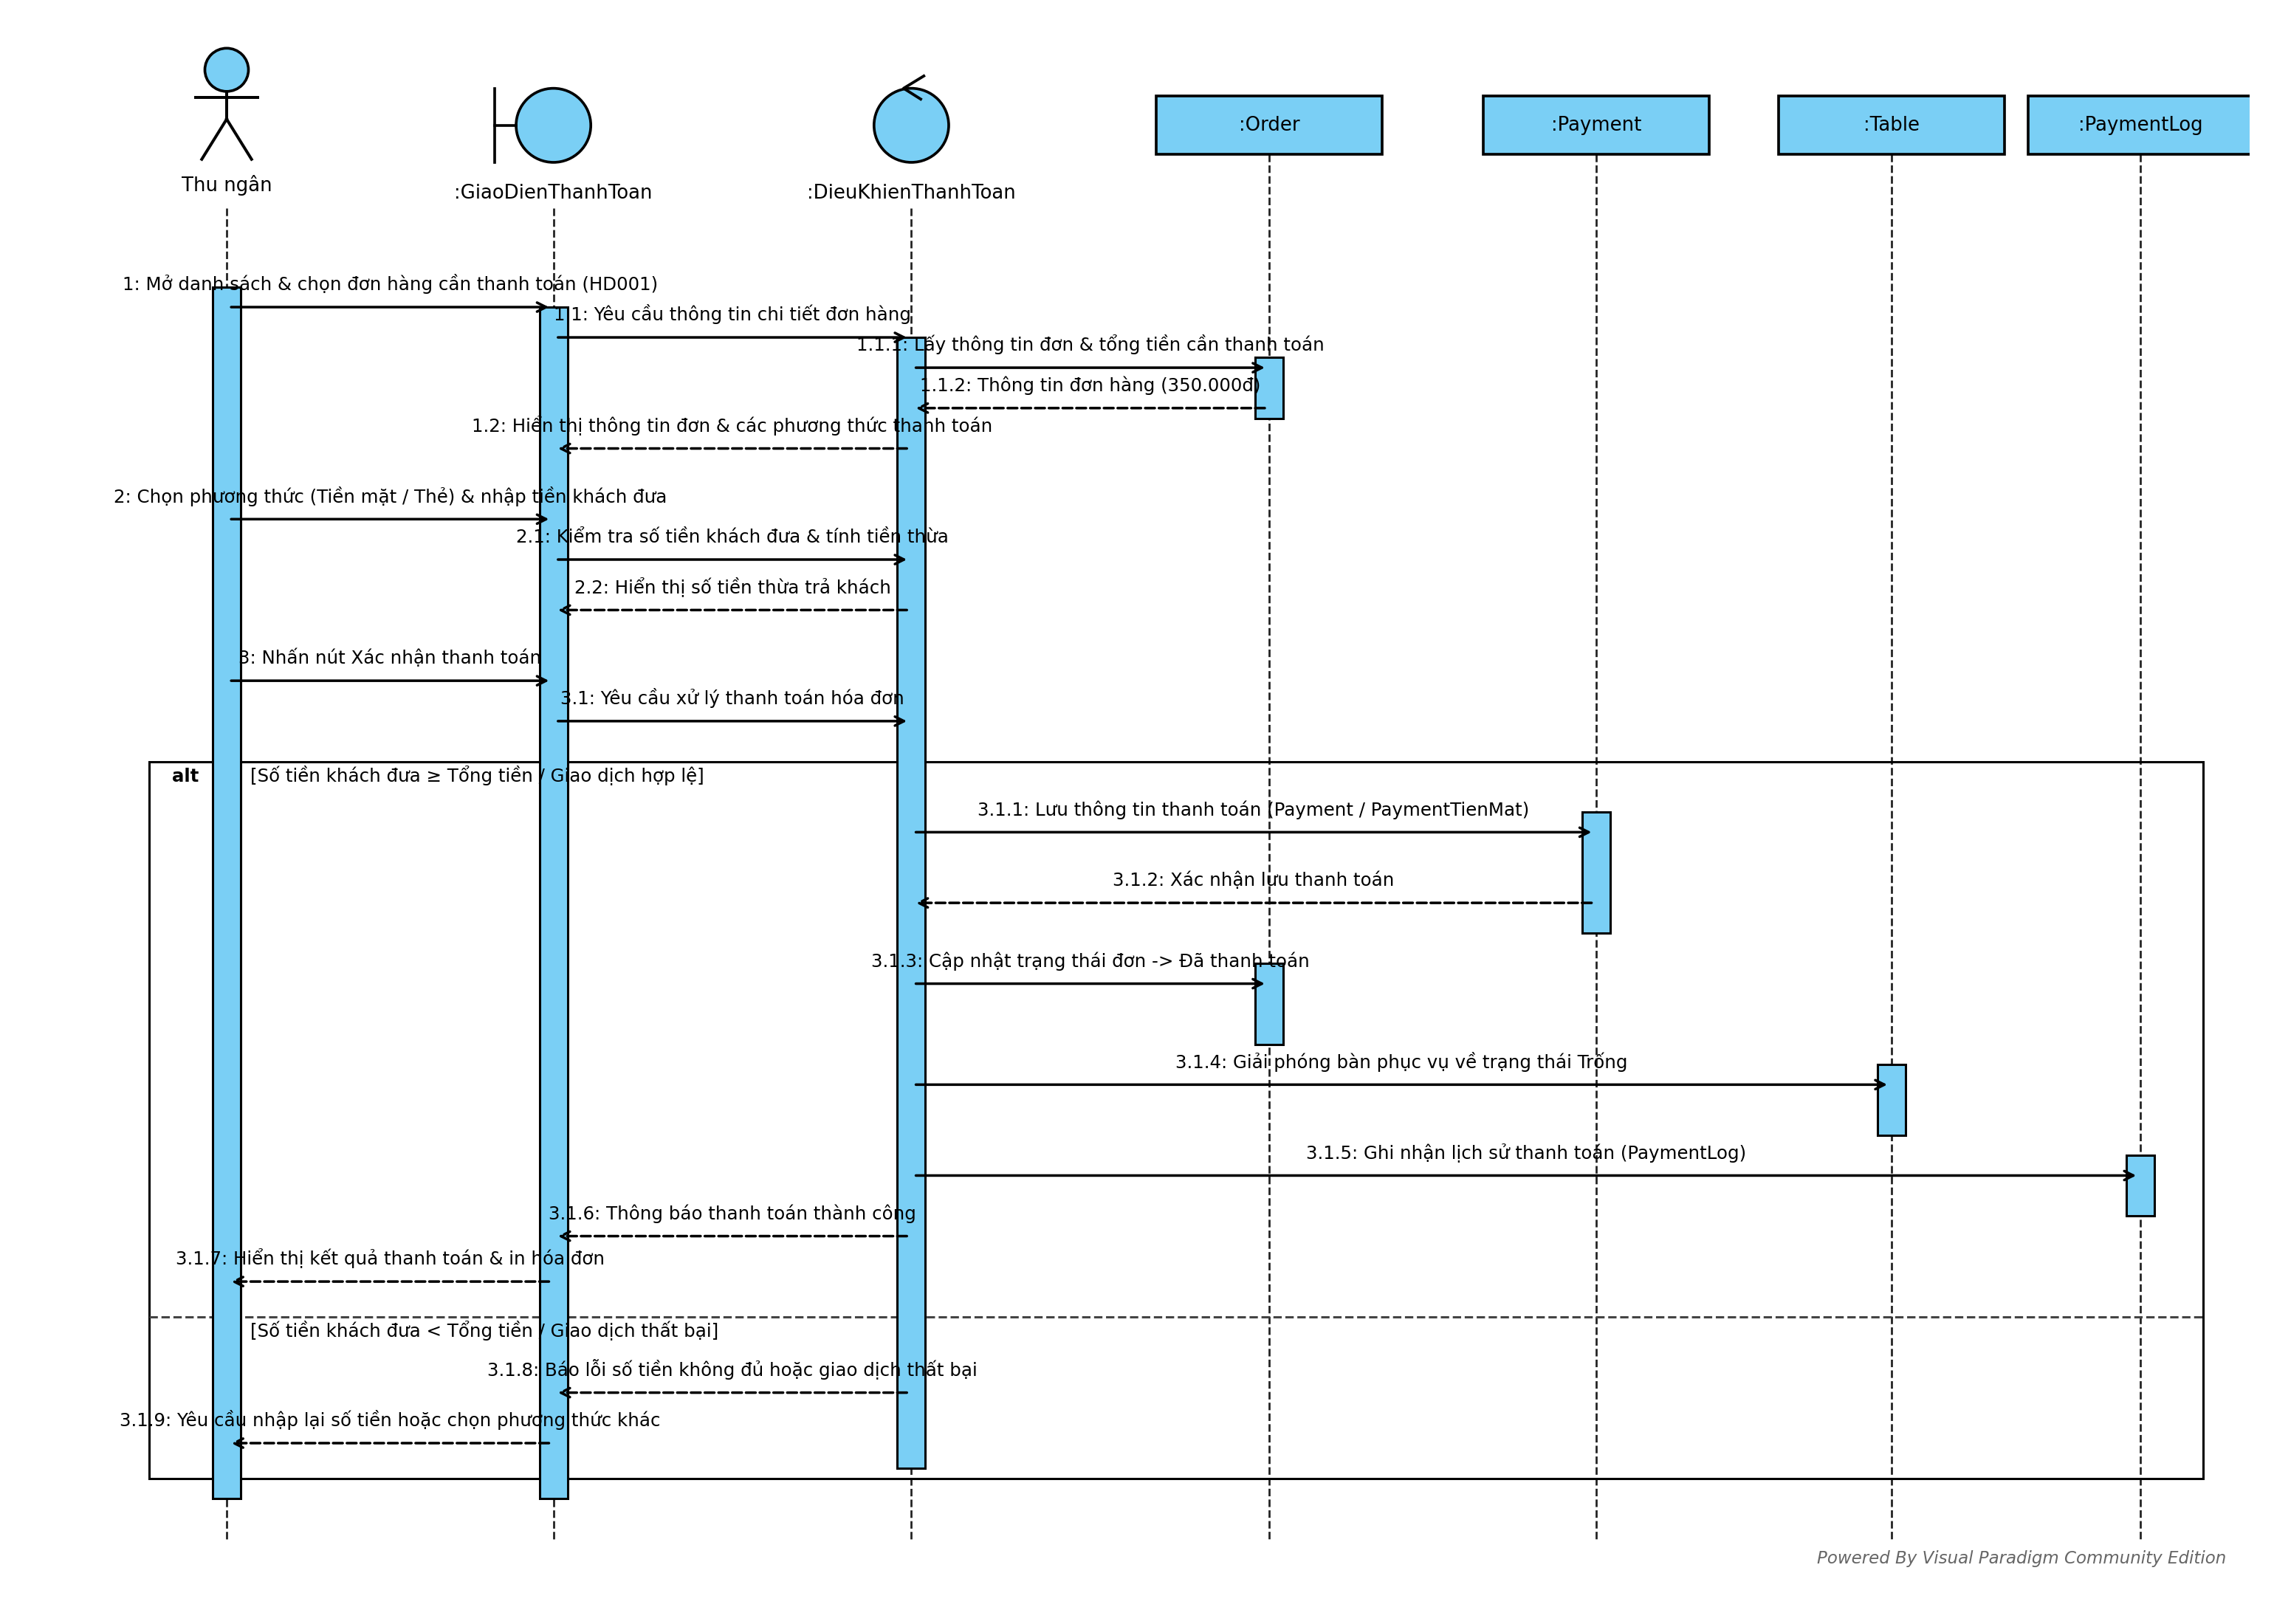 Thu ngân
:GiaoDienThanhToan
:DieuKhienThanhToan
:Order
:Payment
:Table
:PaymentLog
1: Mở danh sách & chọn đơn hàng cần thanh toán (HD001)
1.1: Yêu cầu thông tin chi tiết đơn hàng
1.1.1: Lấy thông tin đơn & tổng tiền cần thanh toán
1.1.2: Thông tin đơn hàng (350.000đ)
1.2: Hiển thị thông tin đơn & các phương thức thanh toán
2: Chọn phương thức (Tiền mặt / Thẻ) & nhập tiền khách đưa
2.1: Kiểm tra số tiền khách đưa & tính tiền thừa
2.2: Hiển thị số tiền thừa trả khách
3: Nhấn nút Xác nhận thanh toán
3.1: Yêu cầu xử lý thanh toán hóa đơn
alt [Số tiền khách đưa ≥ Tổng tiền / Giao dịch hợp lệ]
3.1.1: Lưu thông tin thanh toán (Payment / PaymentTienMat)
3.1.2: Xác nhận lưu thanh toán
3.1.3: Cập nhật trạng thái đơn -> Đã thanh toán
3.1.4: Giải phóng bàn phục vụ về trạng thái Trống
3.1.5: Ghi nhận lịch sử thanh toán (PaymentLog)
3.1.6: Thông báo thanh toán thành công
3.1.7: Hiển thị kết quả thanh toán & in hóa đơn
[Số tiền khách đưa < Tổng tiền / Giao dịch thất bại]
3.1.8: Báo lỗi số tiền không đủ hoặc giao dịch thất bại
3.1.9: Yêu cầu nhập lại số tiền hoặc chọn phương thức khác
Powered By Visual Paradigm Community Edition